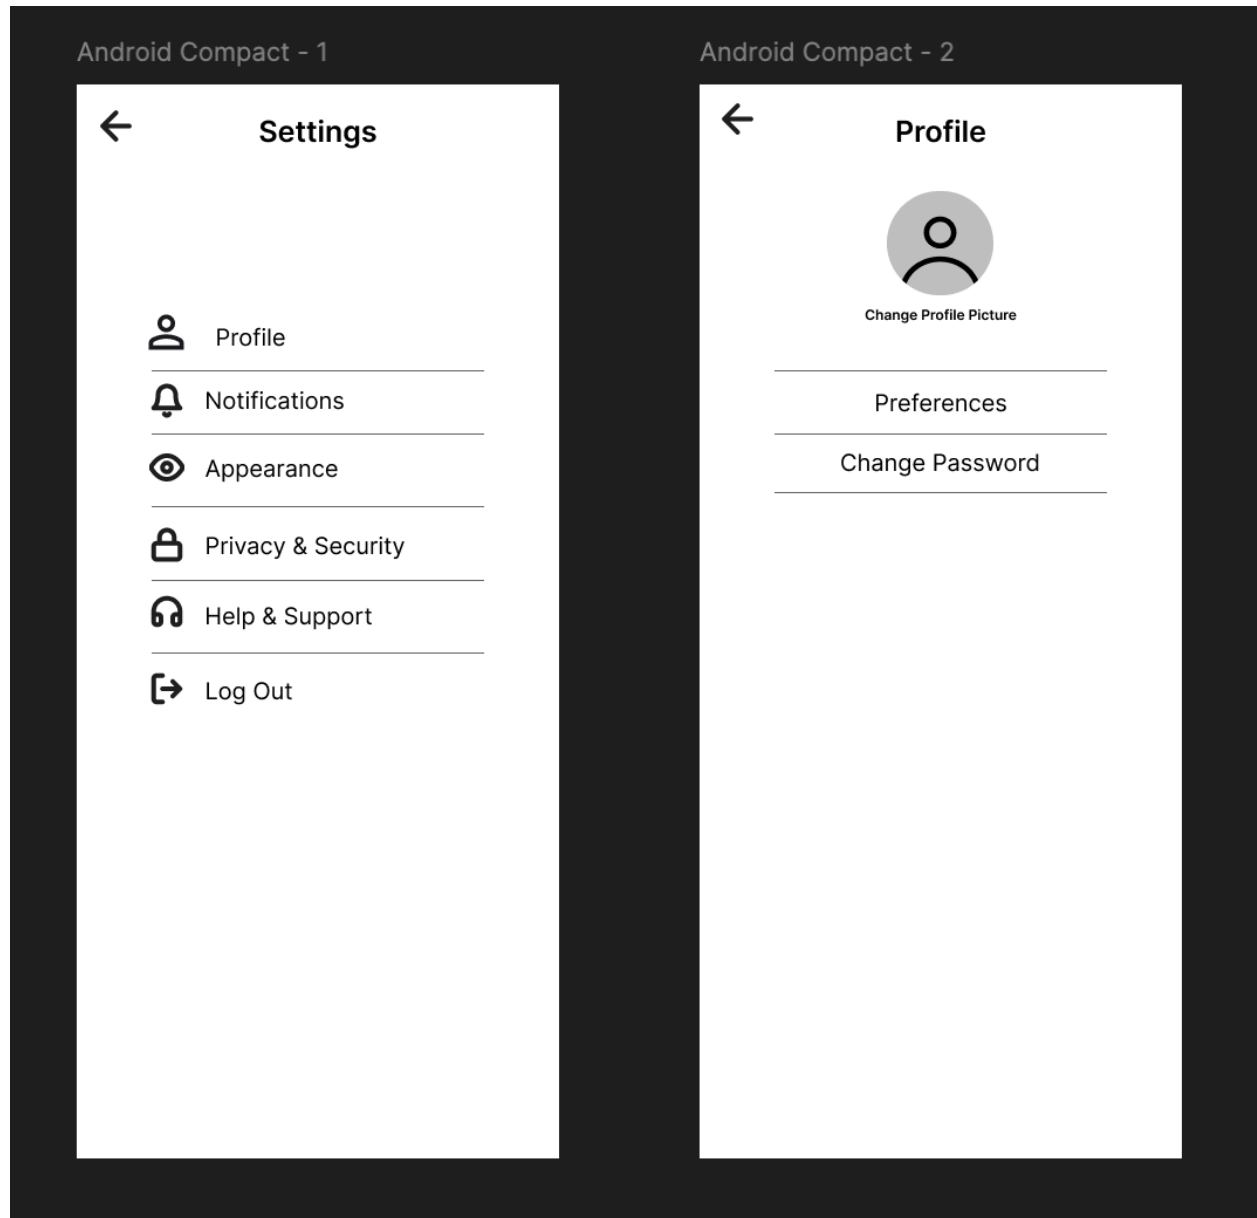 Android Compact - 1
Settings
Profile
Notifications
Appearance
Privacy & Security
Help & Support
Log Out
Android Compact - 2
Profile
Change Profile Picture
Preferences
Change Password